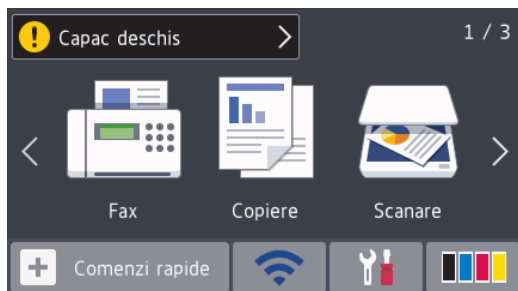 Capac deschis
1 / 3
Fax
Copiere
Scanare
Comenzi rapide